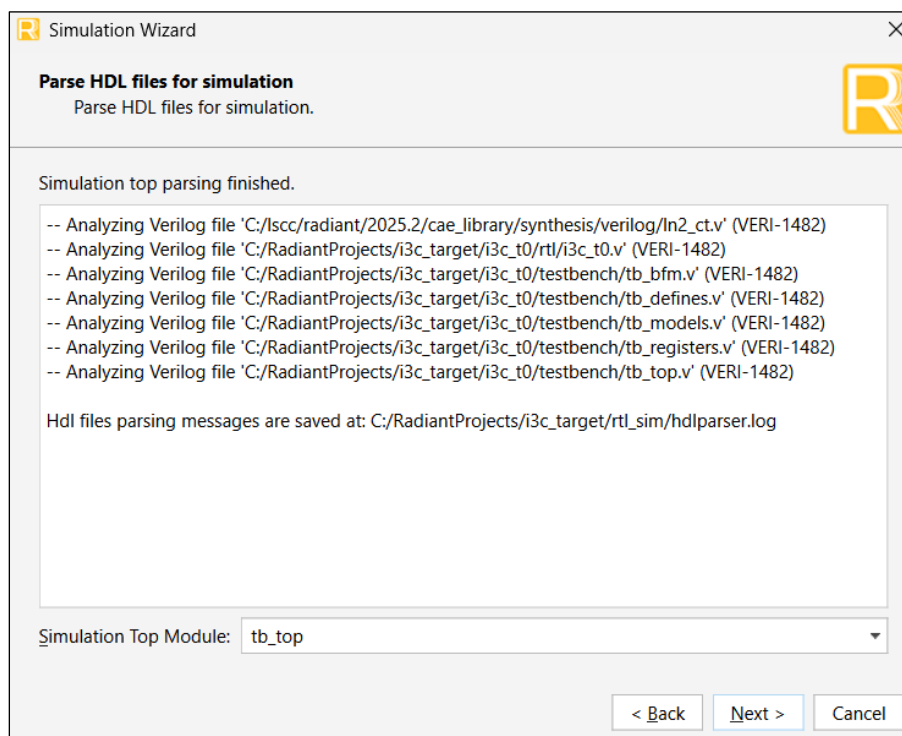 Simulation Wizard
Parse HDL files for simulation
Parse HDL files for simulation.
Simulation top parsing finished.
-- Analyzing Verilog file 'C:/lscc/radiant/2025.2/cae_library/synthesis/verilog/ln2_ct.v' (VERI-1482)
-- Analyzing Verilog file 'C:/RadiantProjects/i3c_target/i3c_t0/rtl/i3c_t0.v' (VERI-1482)
-- Analyzing Verilog file 'C:/RadiantProjects/i3c_target/i3c_t0/testbench/tb_bfm.v' (VERI-1482)
-- Analyzing Verilog file 'C:/RadiantProjects/i3c_target/i3c_t0/testbench/tb_defines.v' (VERI-1482)
-- Analyzing Verilog file 'C:/RadiantProjects/i3c_target/i3c_t0/testbench/tb_models.v' (VERI-1482)
-- Analyzing Verilog file 'C:/RadiantProjects/i3c_target/i3c_t0/testbench/tb_registers.v' (VERI-1482)
-- Analyzing Verilog file 'C:/RadiantProjects/i3c_target/i3c_t0/testbench/tb_top.v' (VERI-1482)
Hdl files parsing messages are saved at: C:/RadiantProjects/i3c_target/rtl_sim/hdlparser.log
Simulation Top Module: tb_top
< Back Next > Cancel